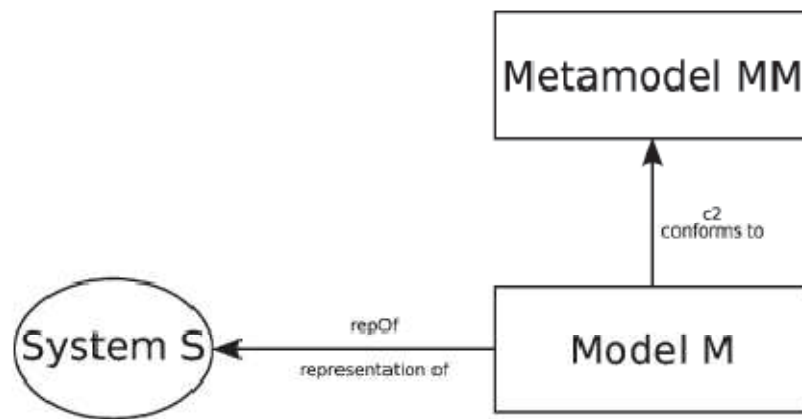 Metamodel MM
c2
conforms to
System S
repOf
representation of
Model M